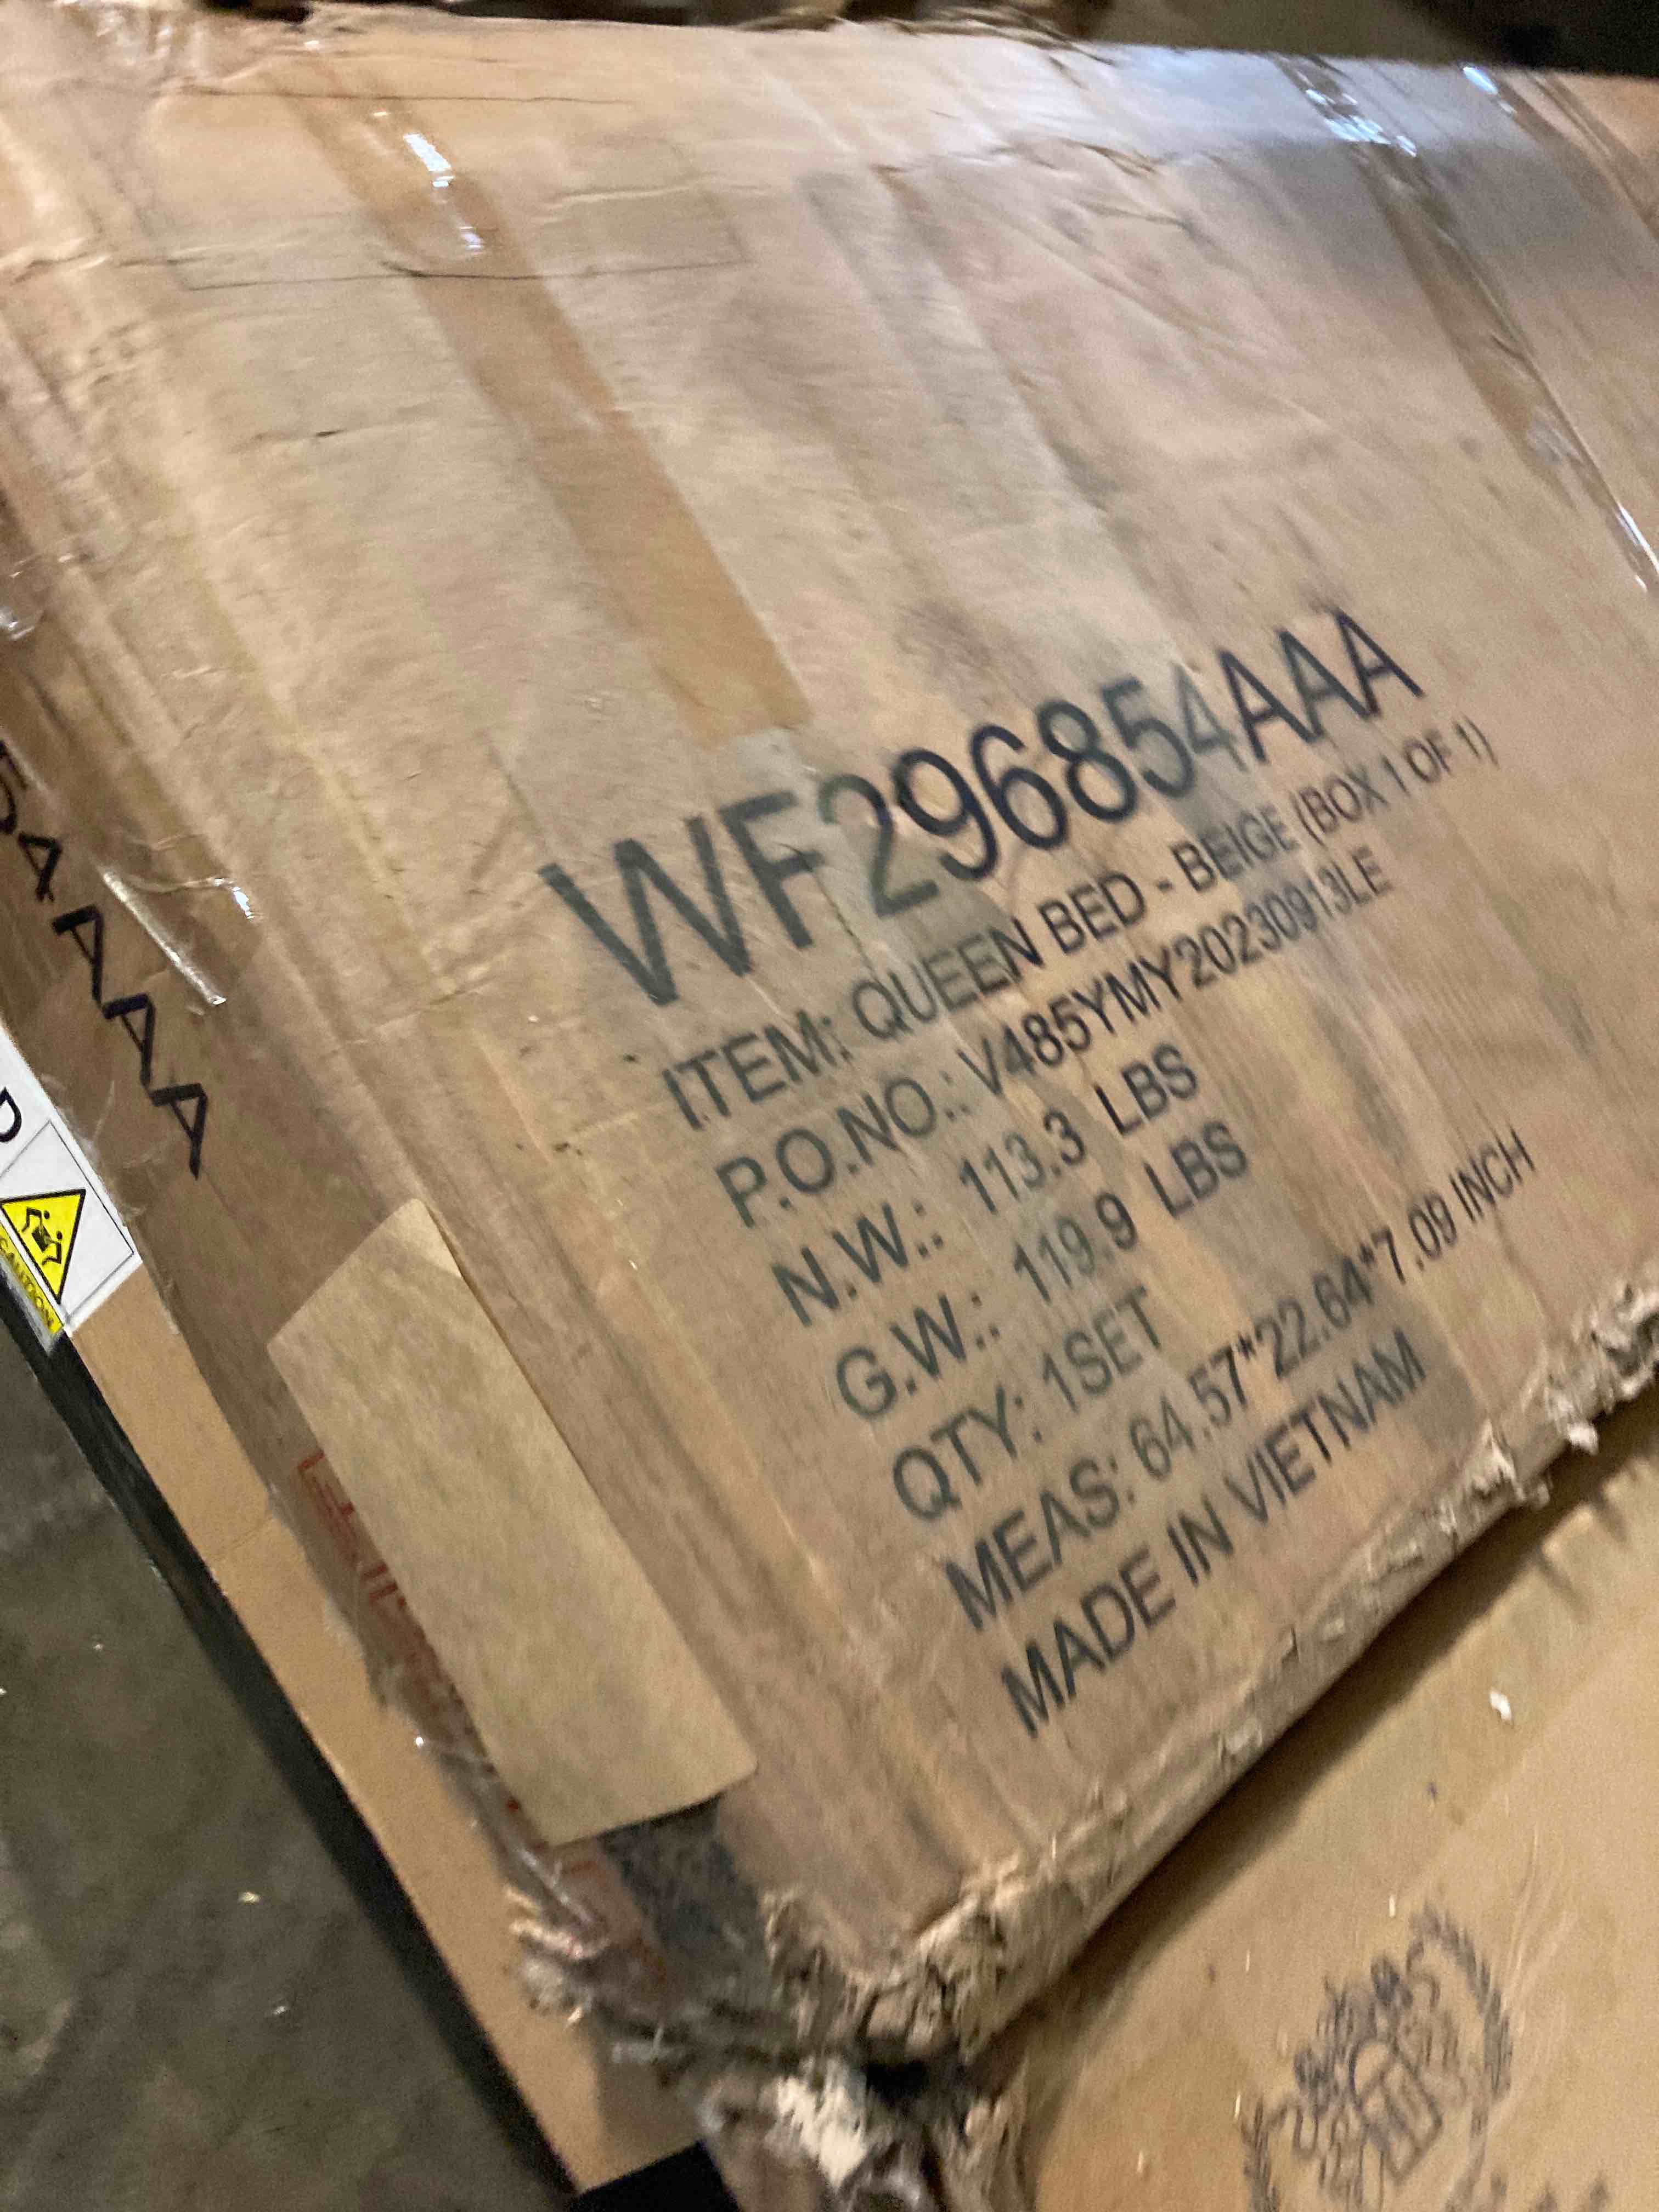 WF296854AAA
ITEM: QUEEN BED - BEIGE (BOX 1 OF 1)
P.O.NO.: V485YMY20230913LE
N.W.: 113.3 LBS
G.W.: 119.9 LBS
QTY: 1SET
MEAS: 64.57*22.64*7.09 INCH
MADE IN VIETNAM
54AAA
CAUTION